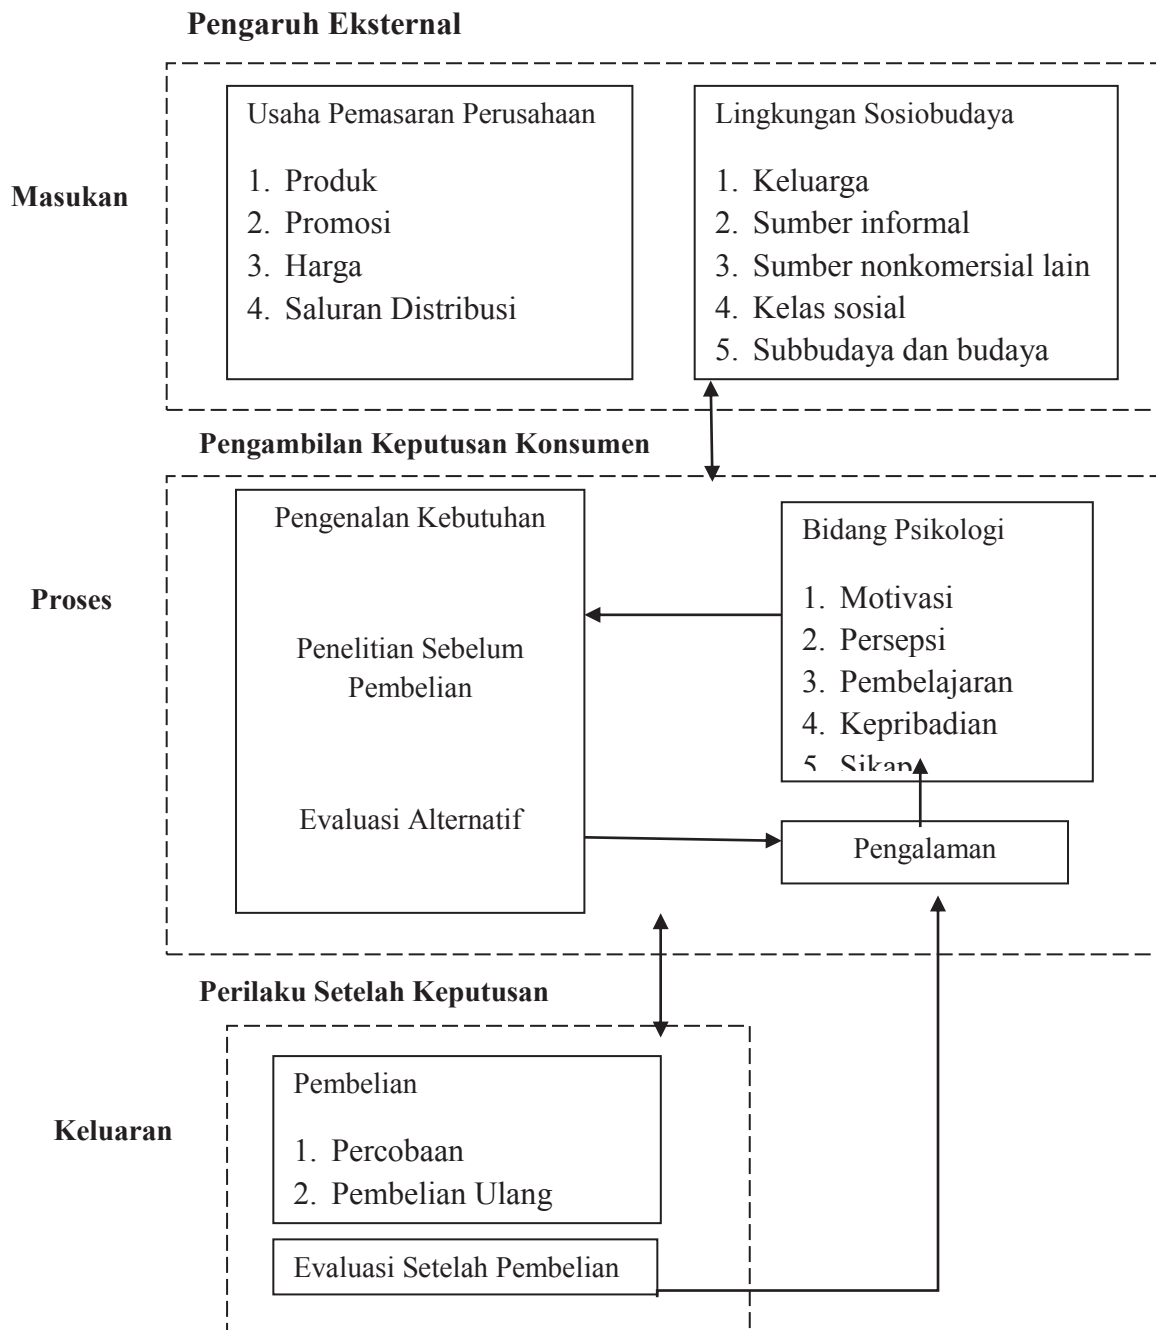 Pengaruh Eksternal
Masukan
Usaha Pemasaran Perusahaan
1. Produk
2. Promosi
3. Harga
4. Saluran Distribusi
Lingkungan Sosiobudaya
1. Keluarga
2. Sumber informal
3. Sumber nonkomersial lain
4. Kelas sosial
5. Subbudaya dan budaya
Pengambilan Keputusan Konsumen
Proses
Pengenalan Kebutuhan
Penelitian Sebelum
Pembelian
Evaluasi Alternatif
Bidang Psikologi
1. Motivasi
2. Persepsi
3. Pembelajaran
4. Kepribadian
5. Sikap
Pengalaman
Perilaku Setelah Keputusan
Keluaran
Pembelian
1. Percobaan
2. Pembelian Ulang
Evaluasi Setelah Pembelian